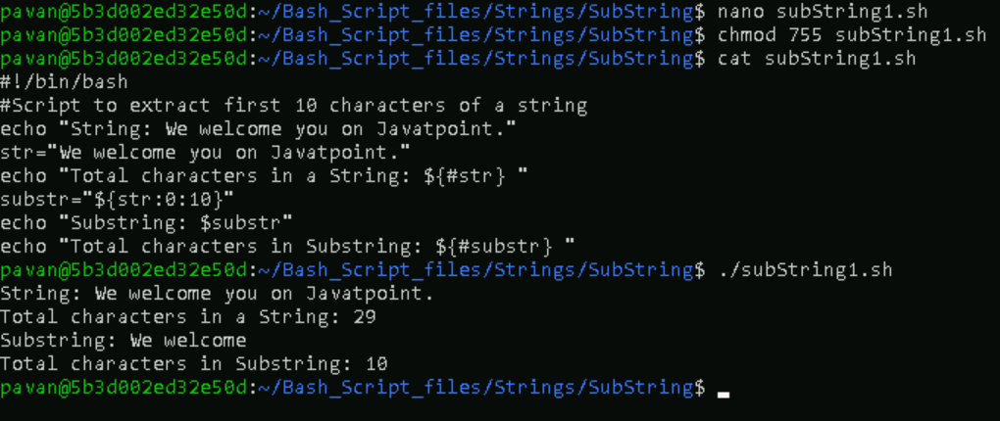 pavan@5b3d002ed32e50d:~/Bash_Script_files/Strings/SubString$ nano subString1.sh
pavan@5b3d002ed32e50d:~/Bash_Script_files/Strings/SubString$ chmod 755 subString1.sh
pavan@5b3d002ed32e50d:~/Bash_Script_files/Strings/SubString$ cat subString1.sh
#!/bin/bash
#Script to extract first 10 characters of a string
echo "String: We welcome you on Javatpoint."
str="We welcome you on Javatpoint."
echo "Total characters in a String: ${#str} "
substr="${str:0:10}"
echo "Substring: $substr"
echo "Total characters in Substring: ${#substr} "
pavan@5b3d002ed32e50d:~/Bash_Script_files/Strings/SubString$ ./subString1.sh
String: We welcome you on Javatpoint.
Total characters in a String: 29
Substring: We welcome
Total characters in Substring: 10
pavan@5b3d002ed32e50d:~/Bash_Script_files/Strings/SubString$